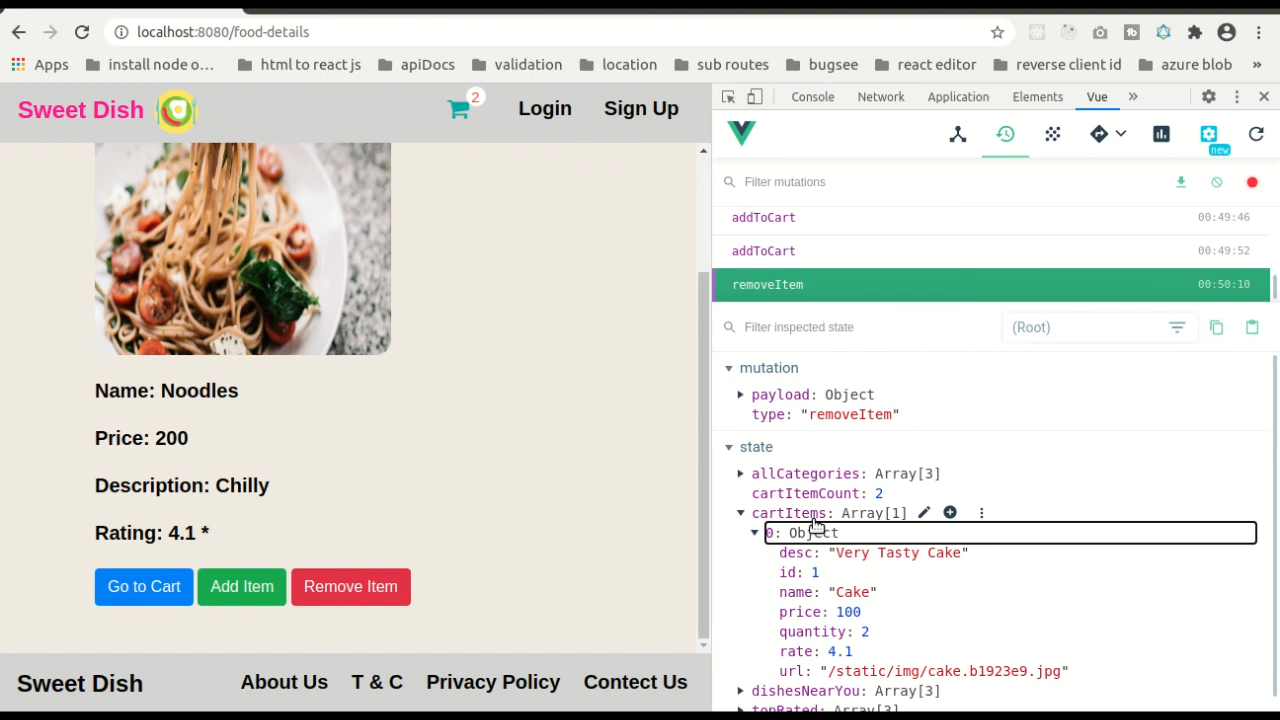 localhost:8080/food-details
Apps install node o... html to react js apiDocs validation location sub routes bugsee react editor reverse client id azure blob »
Sweet Dish 2 Login Sign Up
Name: Noodles
Price: 200
Description: Chilly
Rating: 4.1 *
Go to Cart Add Item Remove Item
Sweet Dish About Us T & C Privacy Policy Contect Us
Console Network Application Elements Vue »
new
Filter mutations
addToCart 00:49:46
addToCart 00:49:52
removeItem 00:50:10
Filter inspected state (Root)
mutation
payload: Object
type: "removeItem"
state
allCategories: Array[3]
cartItemCount: 2
cartItems: Array[1]
0: Object
desc: "Very Tasty Cake"
id: 1
name: "Cake"
price: 100
quantity: 2
rate: 4.1
url: "/static/img/cake.b1923e9.jpg"
dishesNearYou: Array[3]
topRated: Array[3]